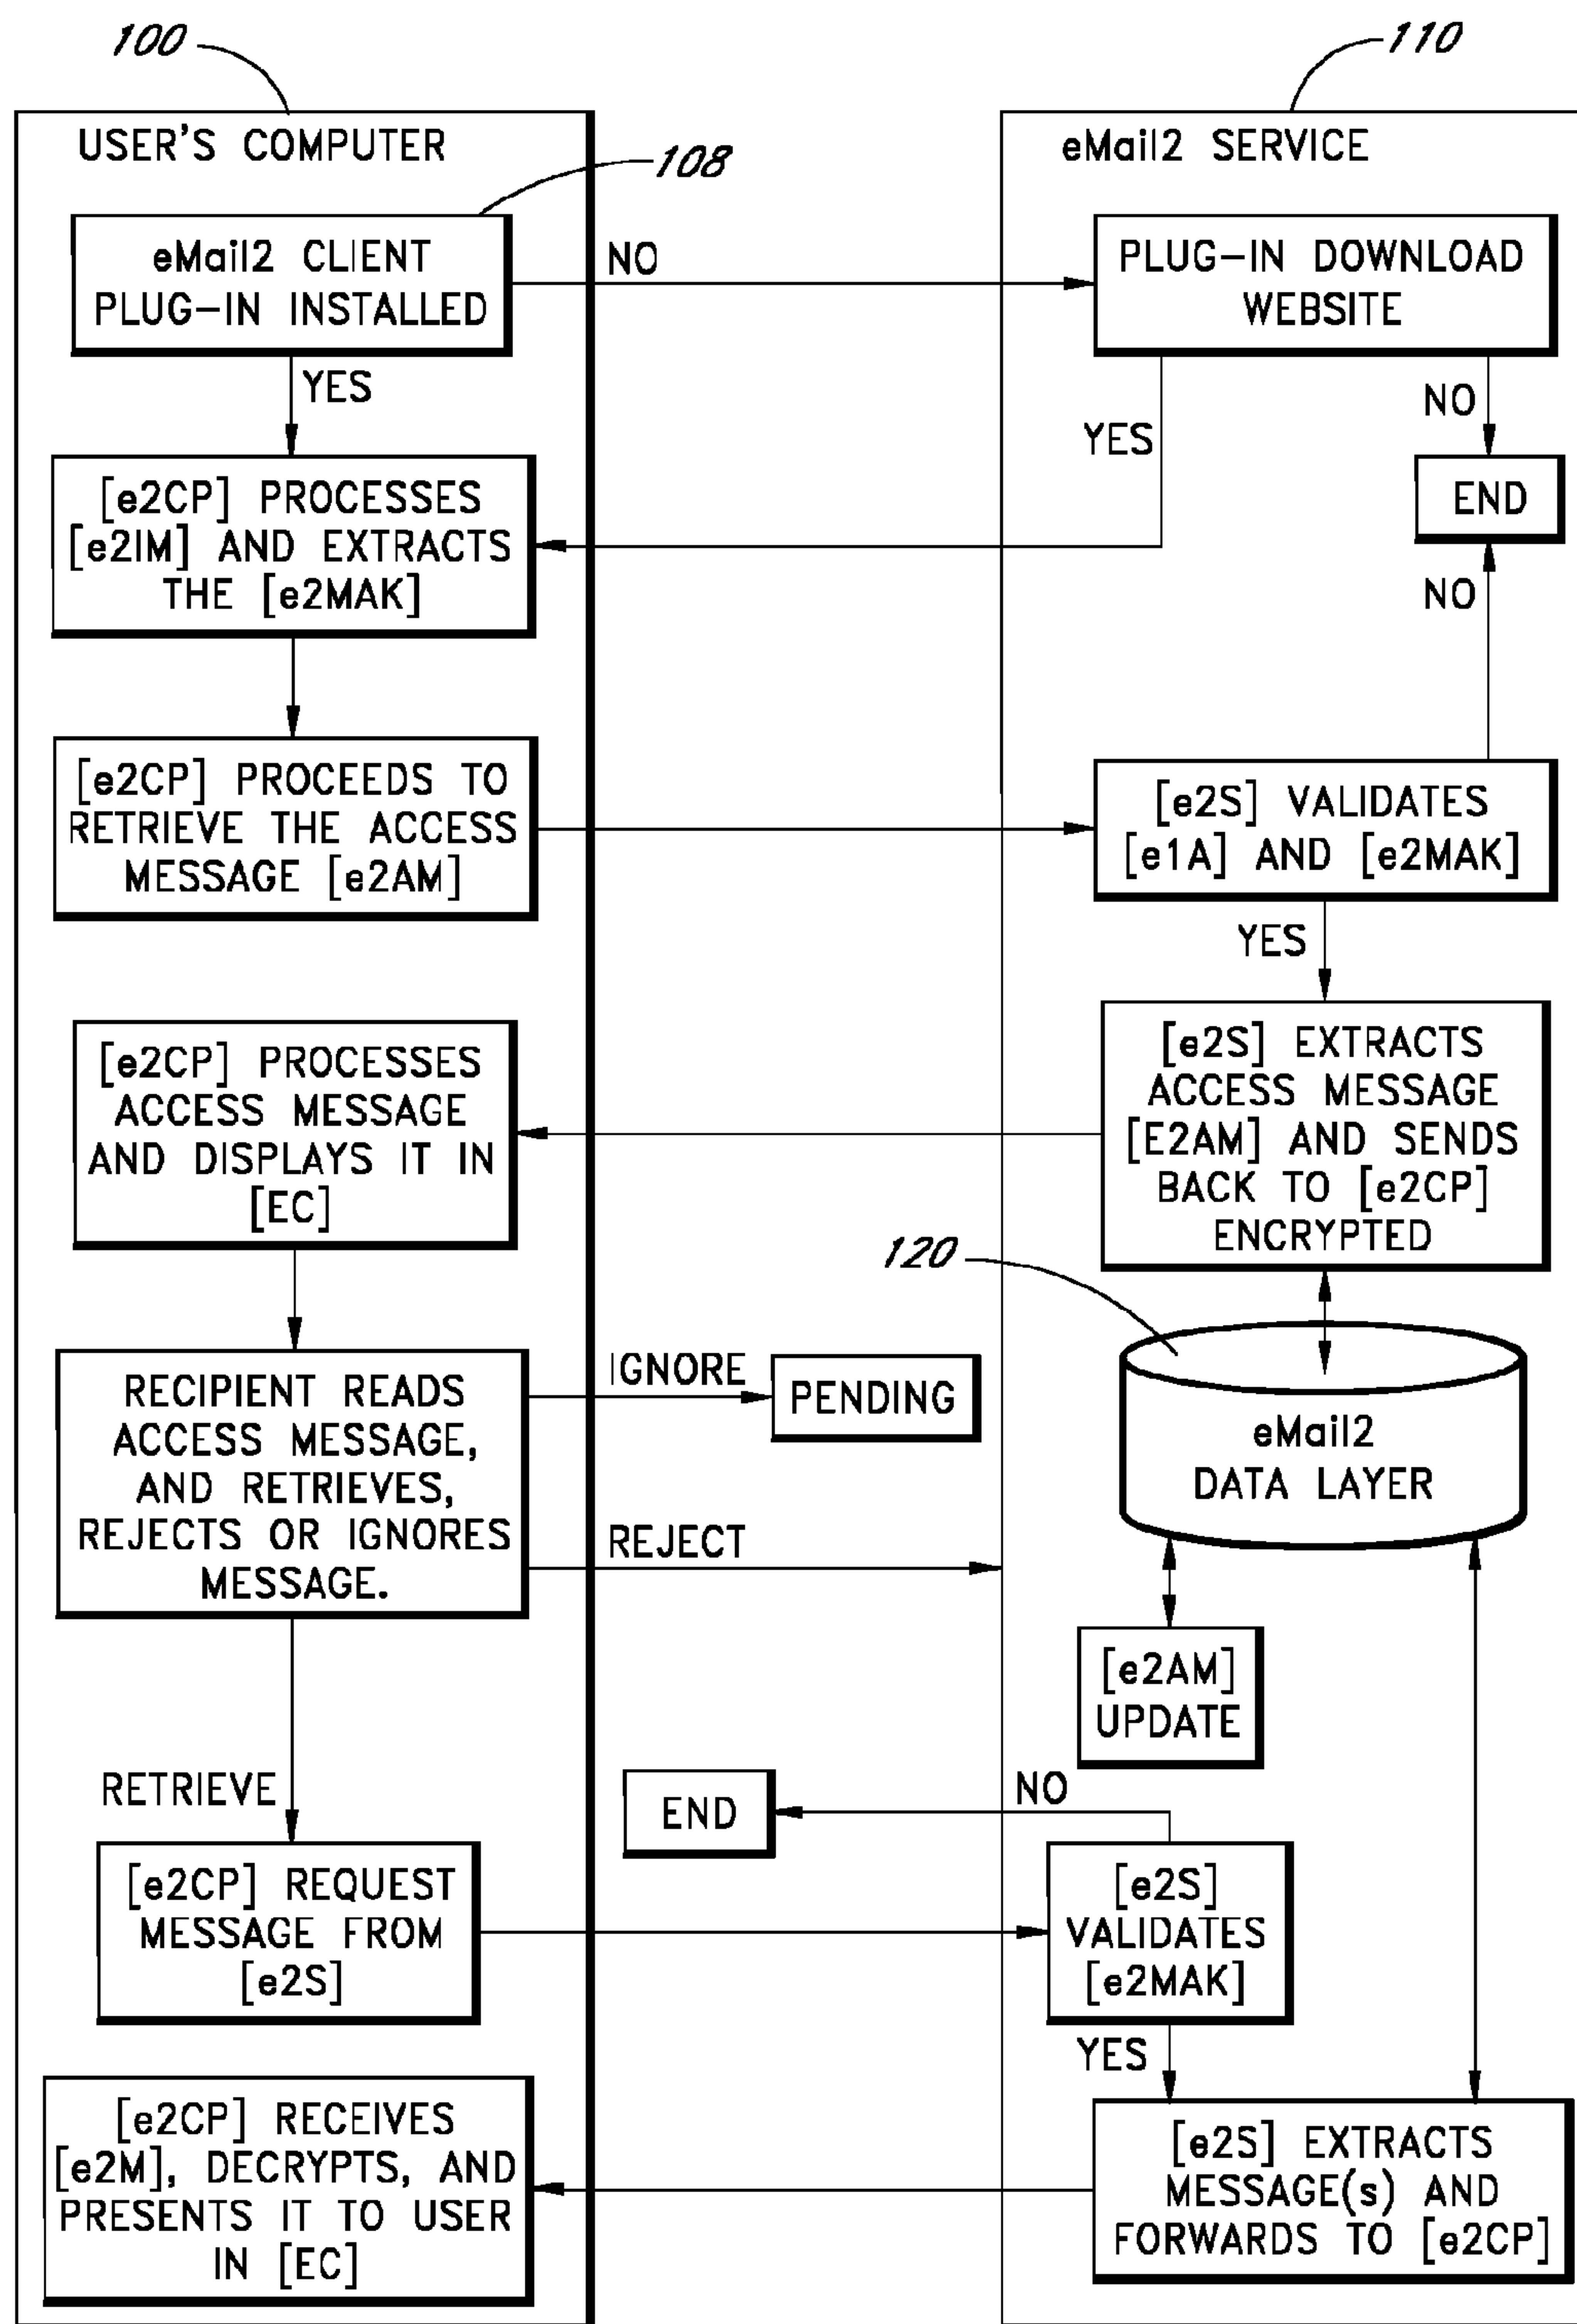 100
110
USER'S COMPUTER
eMail2 SERVICE
108
eMail2 CLIENT
PLUG-IN INSTALLED
NO
PLUG-IN DOWNLOAD
WEBSITE
YES
YES
NO
END
[e2CP] PROCESSES
[e2IM] AND EXTRACTS
THE [e2MAK]
NO
[e2CP] PROCEEDS TO
RETRIEVE THE ACCESS
MESSAGE [e2AM]
[e2S] VALIDATES
[e1A] AND [e2MAK]
YES
[e2CP] PROCESSES
ACCESS MESSAGE
AND DISPLAYS IT IN
[EC]
[e2S] EXTRACTS
ACCESS MESSAGE
[E2AM] AND SENDS
BACK TO [e2CP]
ENCRYPTED
120
RECIPIENT READS
ACCESS MESSAGE,
AND RETRIEVES,
REJECTS OR IGNORES
MESSAGE.
IGNORE
PENDING
REJECT
eMail2
DATA LAYER
[e2AM]
UPDATE
RETRIEVE
END
NO
[e2CP] REQUEST
MESSAGE FROM
[e2S]
[e2S]
VALIDATES
[e2MAK]
YES
[e2CP] RECEIVES
[e2M], DECRYPTS, AND
PRESENTS IT TO USER
IN [EC]
[e2S] EXTRACTS
MESSAGE(s) AND
FORWARDS TO [e2CP]